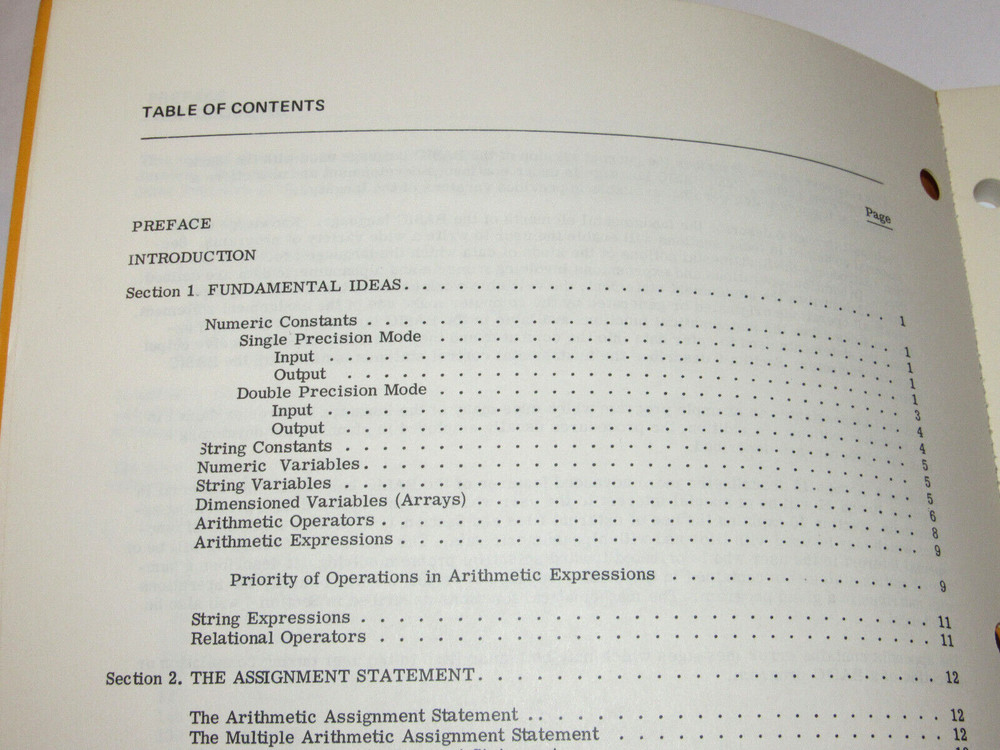 TABLE OF CONTENTS
Page
PREFACE
INTRODUCTION
Section 1. FUNDAMENTAL IDEAS . . . . . . . . . . . . . . . . . . . . 1
Numeric Constants . . . . . . . . . . . . . . . . . . . . 1
Single Precision Mode . . . . . . . . . . . . . . . . . . . . 1
Input . . . . . . . . . . . . . . . . . . . . 1
Output . . . . . . . . . . . . . . . . . . . . 1
Double Precision Mode . . . . . . . . . . . . . . . . . . . . 3
Input . . . . . . . . . . . . . . . . . . . . 4
Output . . . . . . . . . . . . . . . . . . . . 4
String Constants . . . . . . . . . . . . . . . . . . . . 5
Numeric Variables . . . . . . . . . . . . . . . . . . . . 5
String Variables . . . . . . . . . . . . . . . . . . . . 5
Dimensioned Variables (Arrays) . . . . . . . . . . . . . . . . . . . . 6
Arithmetic Operators . . . . . . . . . . . . . . . . . . . . 8
Arithmetic Expressions . . . . . . . . . . . . . . . . . . . . 9
Priority of Operations in Arithmetic Expressions . . . . . . . . . . . . 9
String Expressions . . . . . . . . . . . . . . . . . . . . 11
Relational Operators . . . . . . . . . . . . . . . . . . . . 11
Section 2. THE ASSIGNMENT STATEMENT . . . . . . . . . . . . . . . . . . . . 12
The Arithmetic Assignment Statement . . . . . . . . . . . . . . . . . . 12
The Multiple Arithmetic Assignment Statement . . . . . . . . . . . . . . 12